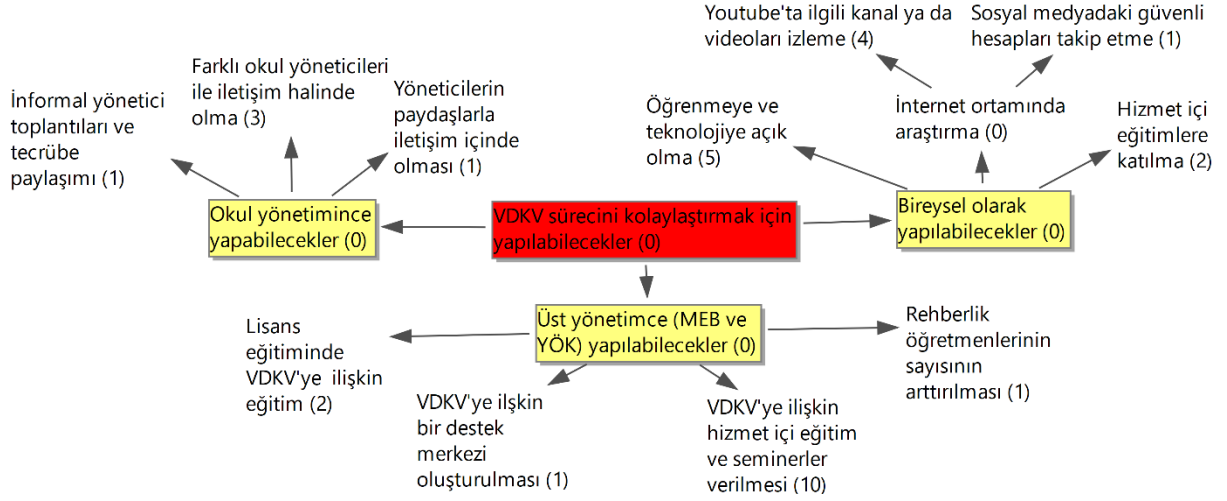 Youtube'ta ilgili kanal ya da
videoları izleme (4)
Sosyal medyadaki güvenli
hesapları takip etme (1)
Farklı okul yöneticileri
ile iletişim halinde
olma (3)
İnformal yönetici
toplantıları ve
tecrübe
paylaşımı (1)
Yöneticilerin
paydaşlarla
iletişim içinde
olması (1)
Öğrenmeye ve
teknolojiye açık
olma (5)
İnternet ortamında
araştırma (0)
Hizmet içi
eğitimlere
katılma (2)
Okul yönetimince
yapabilecekler (0)
VDKV sürecini kolaylaştırmak için
yapılabilecekler (0)
Bireysel olarak
yapılabilecekler (0)
Üst yönetimce (MEB ve
YÖK) yapılabilecekler (0)
Lisans
eğitiminde
VDKV'ye ilişkin
eğitim (2)
VDKV'ye ilşkin
bir destek
merkezi
oluşturulması (1)
VDKV'ye ilişkin
hizmet içi eğitim
ve seminerler
verilmesi (10)
Rehberlik
öğretmenlerinin
sayısının
arttırılması (1)